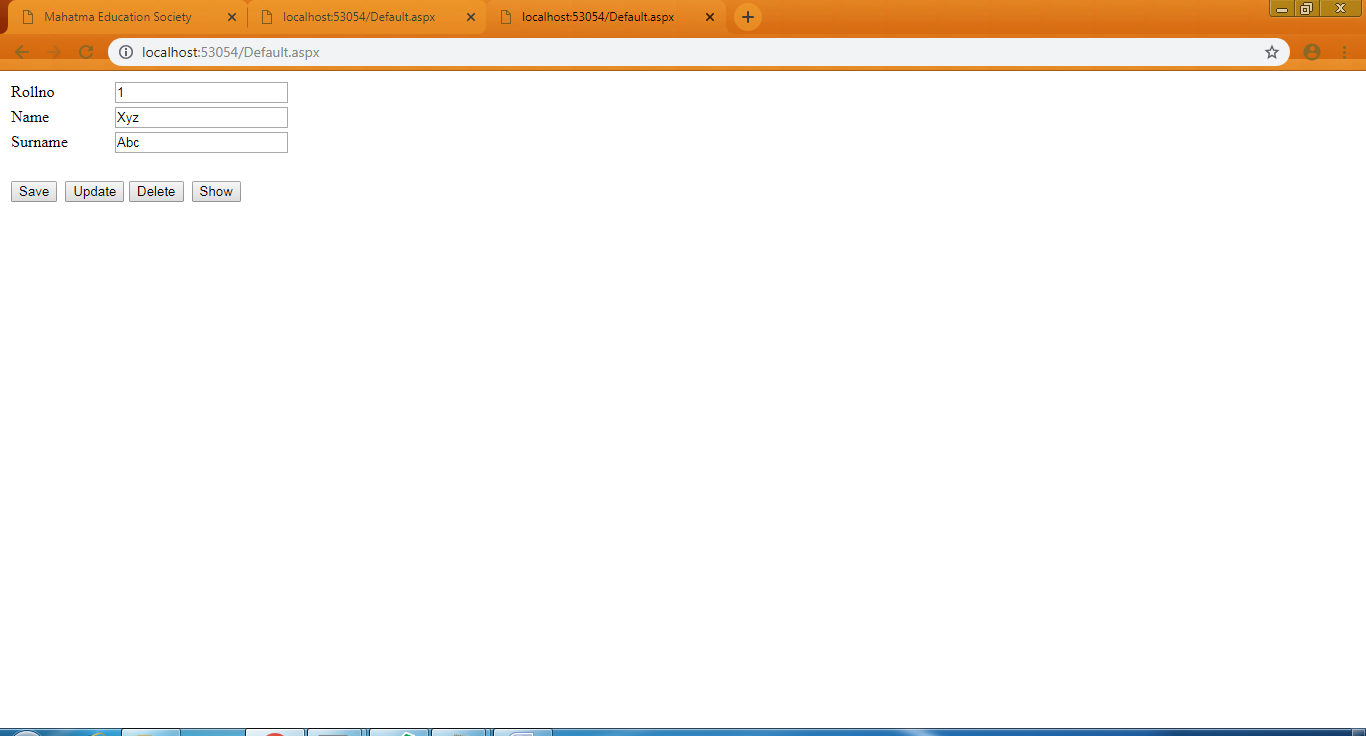 Mahatma Education Society localhost:53054/Default.aspx localhost:53054/Default.aspx
localhost:53054/Default.aspx
Rollno 1
Name Xyz
Surname Abc
Save Update Delete Show